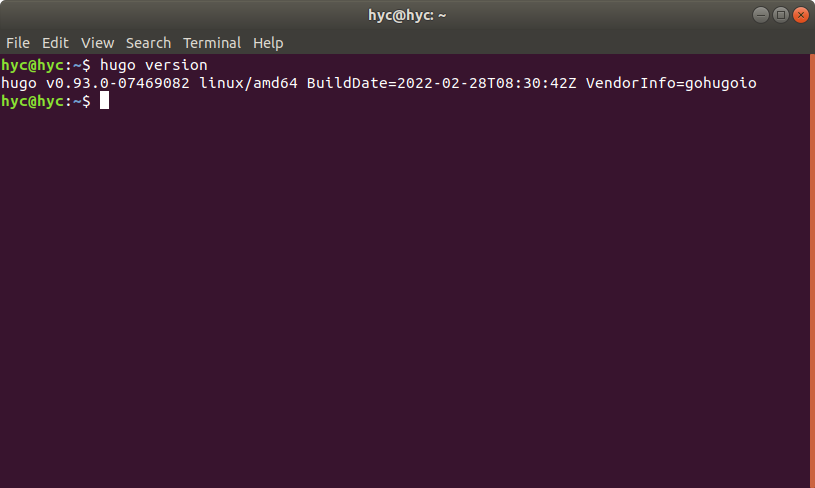 hyc@hyc: ~
File Edit View Search Terminal Help
hyc@hyc:~$ hugo version
hugo v0.93.0-07469082 linux/amd64 BuildDate=2022-02-28T08:30:42Z VendorInfo=gohugoio
hyc@hyc:~$